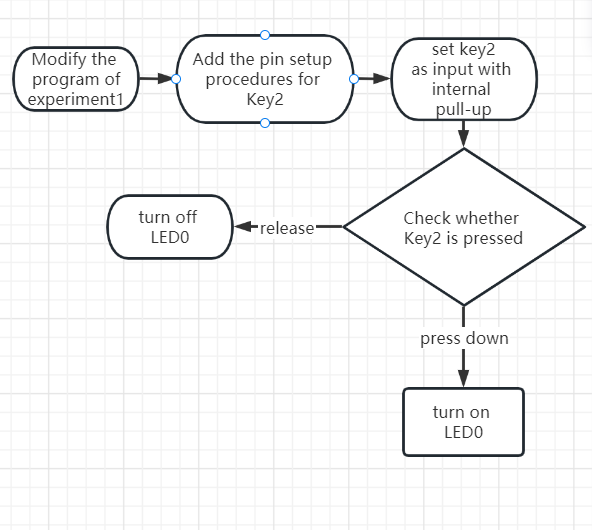 Modify the
program of
experiment1
Add the pin setup
procedures for
Key2
set key2
as input with
internal
pull-up
Check whether
Key2 is pressed
release
turn off
LED0
press down
turn on
LED0